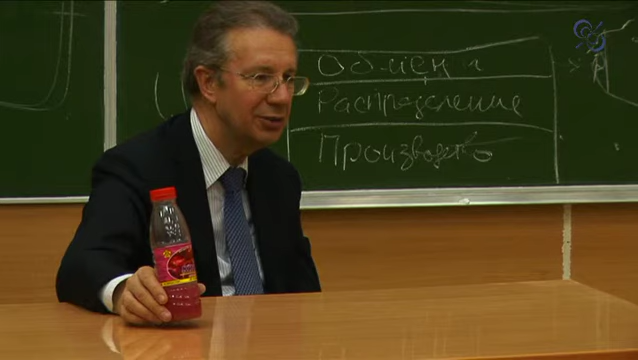 Обмен и
Распределение
Производство